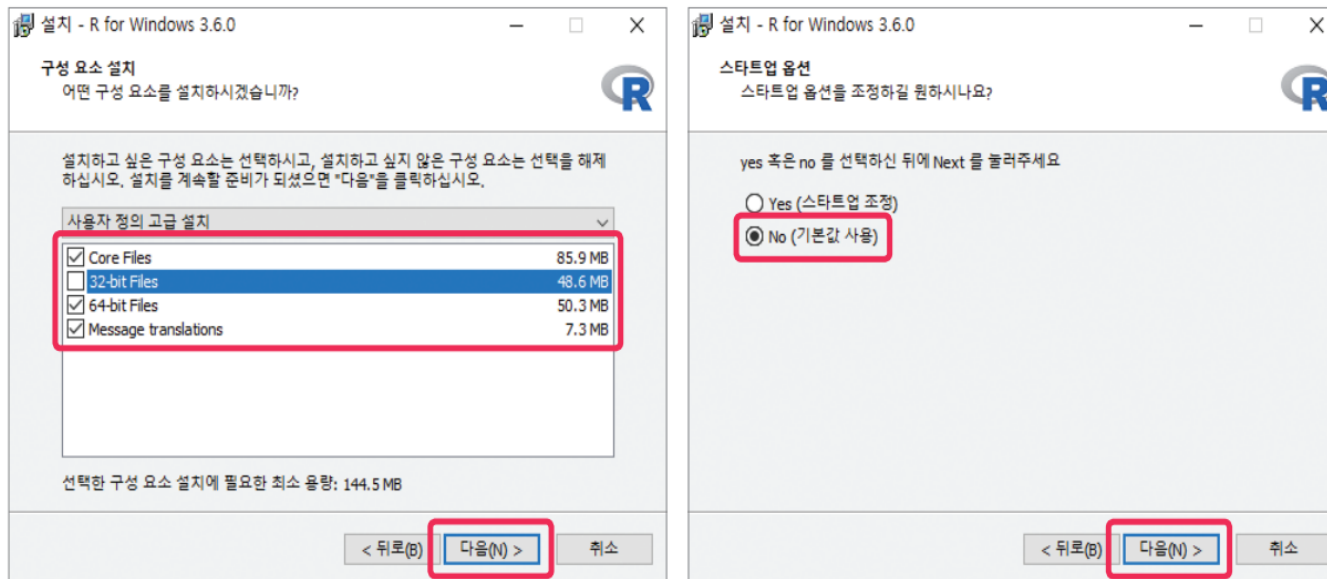 설치 - R for Windows 3.6.0
구성 요소 설치
어떤 구성 요소를 설치하시겠습니까?
R
설치하고 싶은 구성 요소는 선택하시고, 설치하고 싶지 않은 구성 요소는 선택을 해제
하십시오. 설치를 계속할 준비가 되셨으면 "다음"을 클릭하십시오.
사용자 정의 고급 설치
Core Files 85.9 MB
32-bit Files 48.6 MB
64-bit Files 50.3 MB
Message translations 7.3 MB
선택한 구성 요소 설치에 필요한 최소 용량: 144.5 MB
< 뒤로(B) 다음(N) > 취소
설치 - R for Windows 3.6.0
스타트업 옵션
스타트업 옵션을 조정하길 원하시나요?
R
yes 혹은 no 를 선택하신 뒤에 Next 를 눌러주세요
Yes (스타트업 조정)
No (기본값 사용)
< 뒤로(B) 다음(N) > 취소